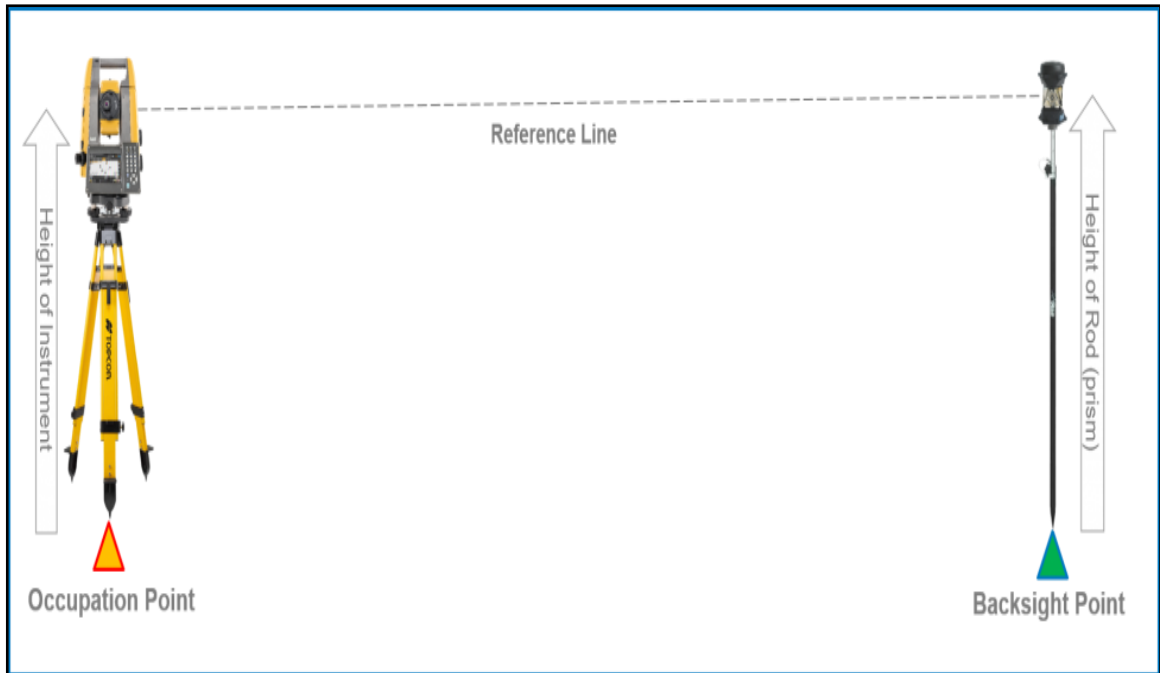 Reference Line
Height of Instrument
TOPCON
Height of Rod (prism)
Occupation Point
Backsight Point